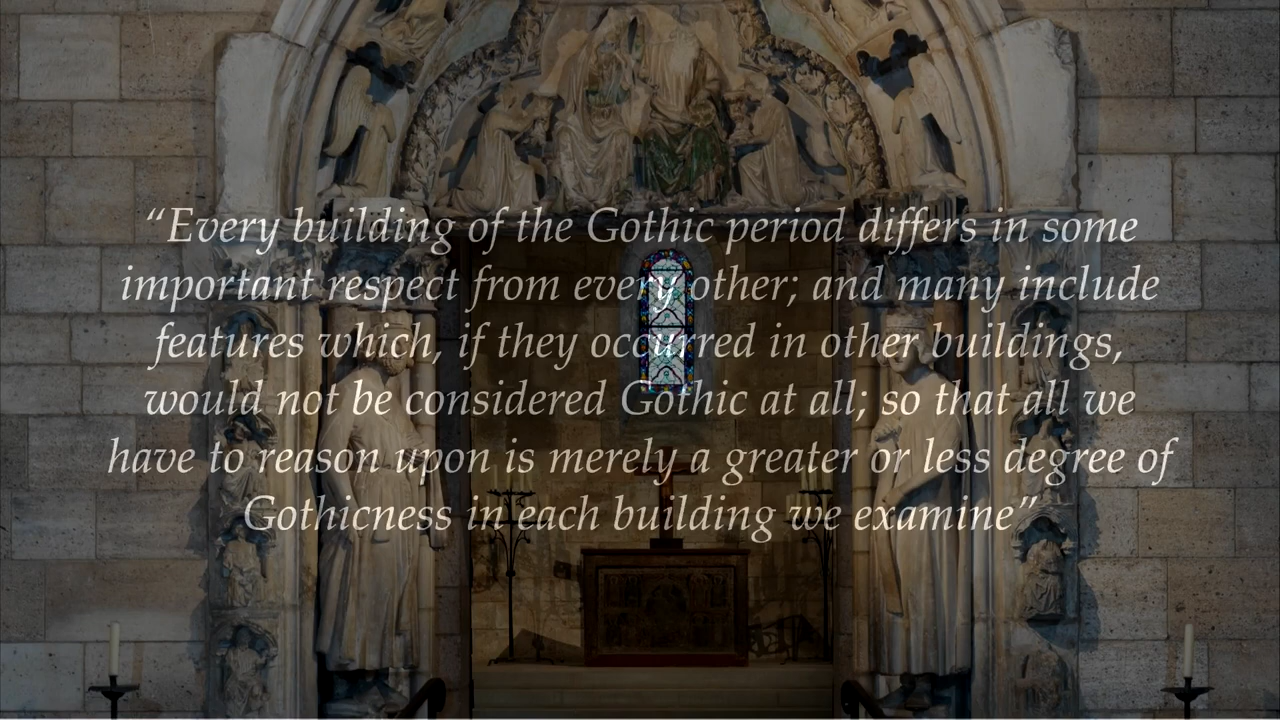 “Every building of the Gothic period differs in some
important respect from every other; and many include
features which, if they occurred in other buildings,
would not be considered Gothic at all; so that all we
have to reason upon is merely a greater or less degree of
Gothicness in each building we examine”